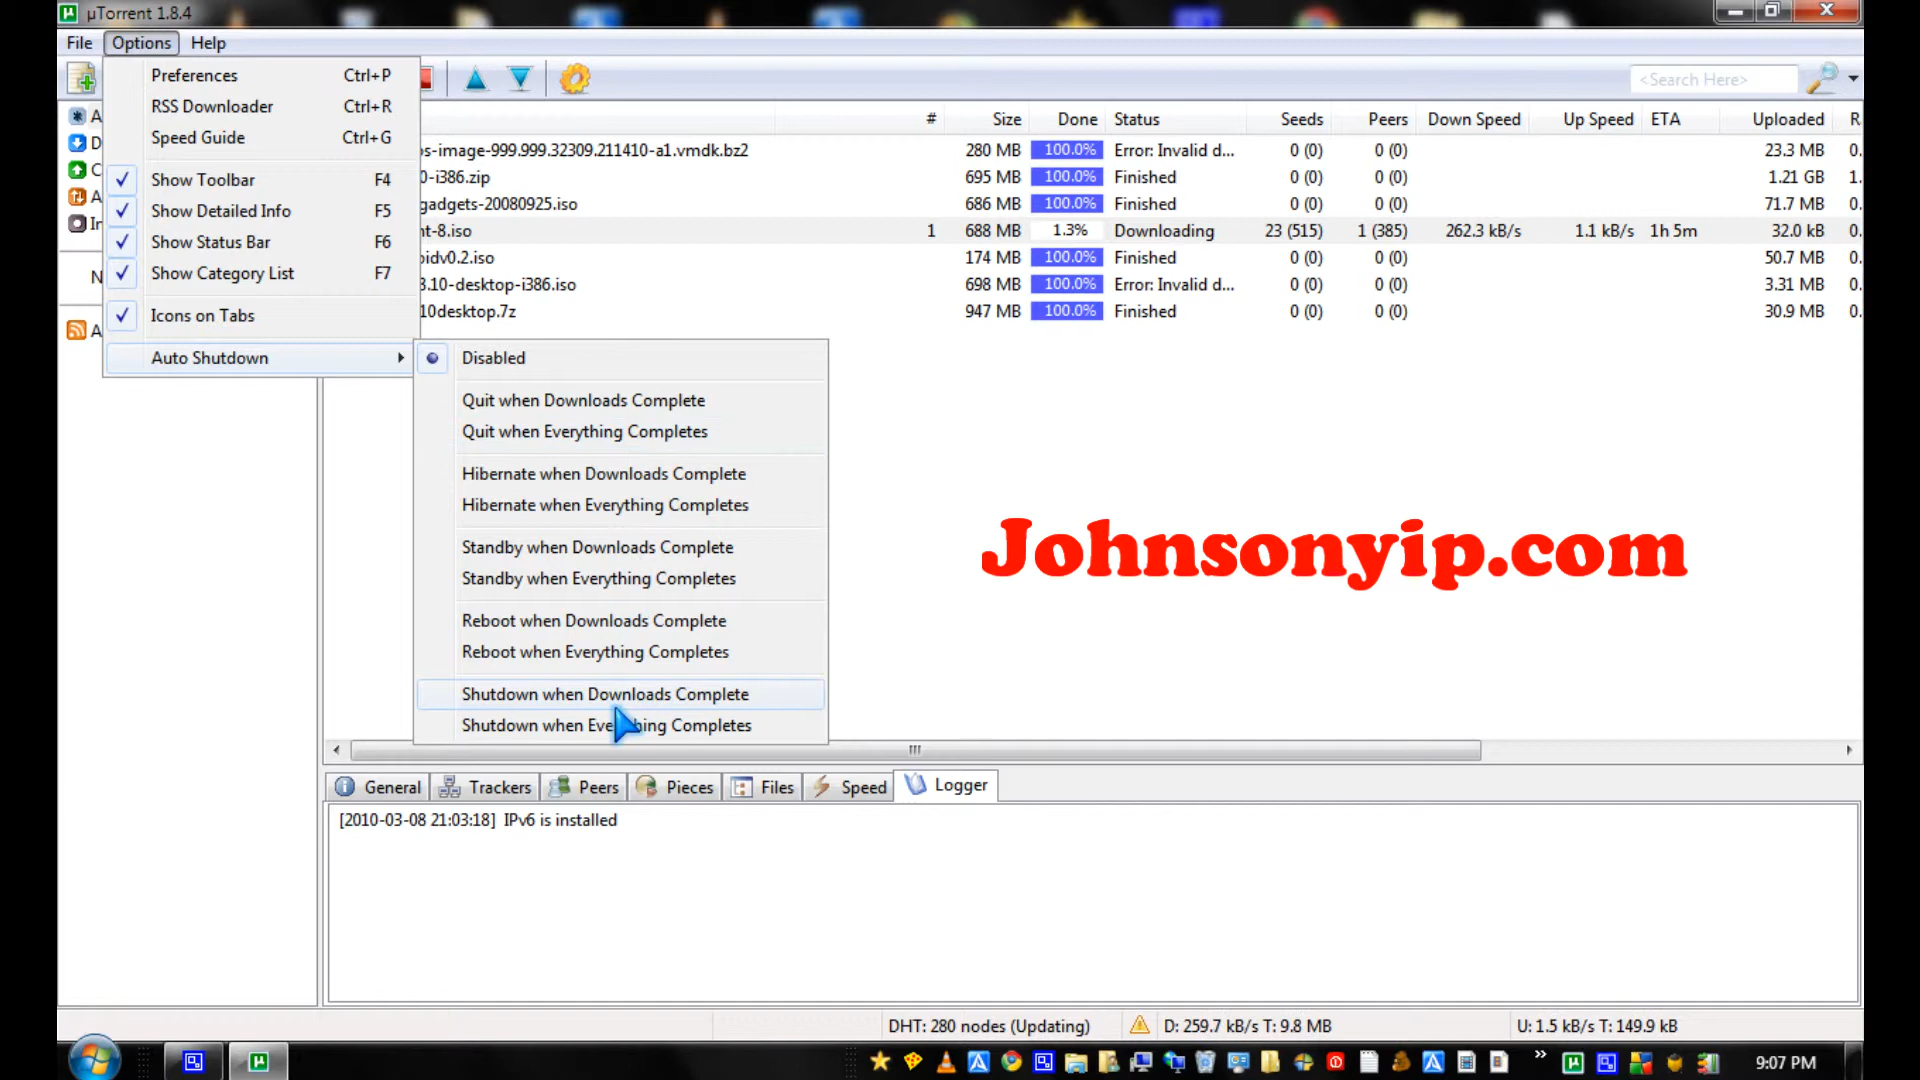 µTorrent 1.8.4
File Options Help
Preferences Ctrl+P
RSS Downloader Ctrl+R
Speed Guide Ctrl+G
Show Toolbar F4
Show Detailed Info F5
Show Status Bar F6
Show Category List F7
Icons on Tabs
Auto Shutdown
<Search Here>
# Size Done Status Seeds Peers Down Speed Up Speed ETA Uploaded R
os-image-999.999.32309.211410-a1.vmdk.bz2 280 MB 100.0% Error: Invalid d... 0 (0) 0 (0) 23.3 MB 0.
0-i386.zip 695 MB 100.0% Finished 0 (0) 0 (0) 1.21 GB 1.
gadgets-20080925.iso 686 MB 100.0% Finished 0 (0) 0 (0) 71.7 MB 0.
nt-8.iso 1 688 MB 1.3% Downloading 23 (515) 1 (385) 262.3 kB/s 1.1 kB/s 1h 5m 32.0 kB 0.
oidv0.2.iso 174 MB 100.0% Finished 0 (0) 0 (0) 50.7 MB 0.
8.10-desktop-i386.iso 698 MB 100.0% Error: Invalid d... 0 (0) 0 (0) 3.31 MB 0.
10desktop.7z 947 MB 100.0% Finished 0 (0) 0 (0) 30.9 MB 0.
Disabled
Quit when Downloads Complete
Quit when Everything Completes
Hibernate when Downloads Complete
Hibernate when Everything Completes
Standby when Downloads Complete
Standby when Everything Completes
Reboot when Downloads Complete
Reboot when Everything Completes
Shutdown when Downloads Complete
Shutdown when Everything Completes
Johnsonyip.com
General Trackers Peers Pieces Files Speed Logger
[2010-03-08 21:03:18] IPv6 is installed
DHT: 280 nodes (Updating) D: 259.7 kB/s T: 9.8 MB U: 1.5 kB/s T: 149.9 kB
9:07 PM